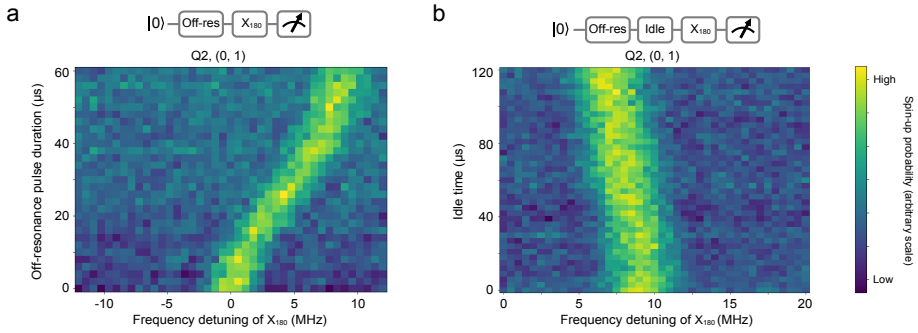 a
|0⟩ Off-res X₁₈₀
Q2, (0, 1)
Off-resonance pulse duration (μs)
60
40
20
0
-10 -5 0 5 10
Frequency detuning of X₁₈₀ (MHz)
b
|0⟩ Off-res Idle X₁₈₀
Q2, (0, 1)
Idle time (μs)
120
80
40
0
0 5 10 15 20
Frequency detuning of X₁₈₀ (MHz)
High
Low
Spin-up probability (arbitrary scale)